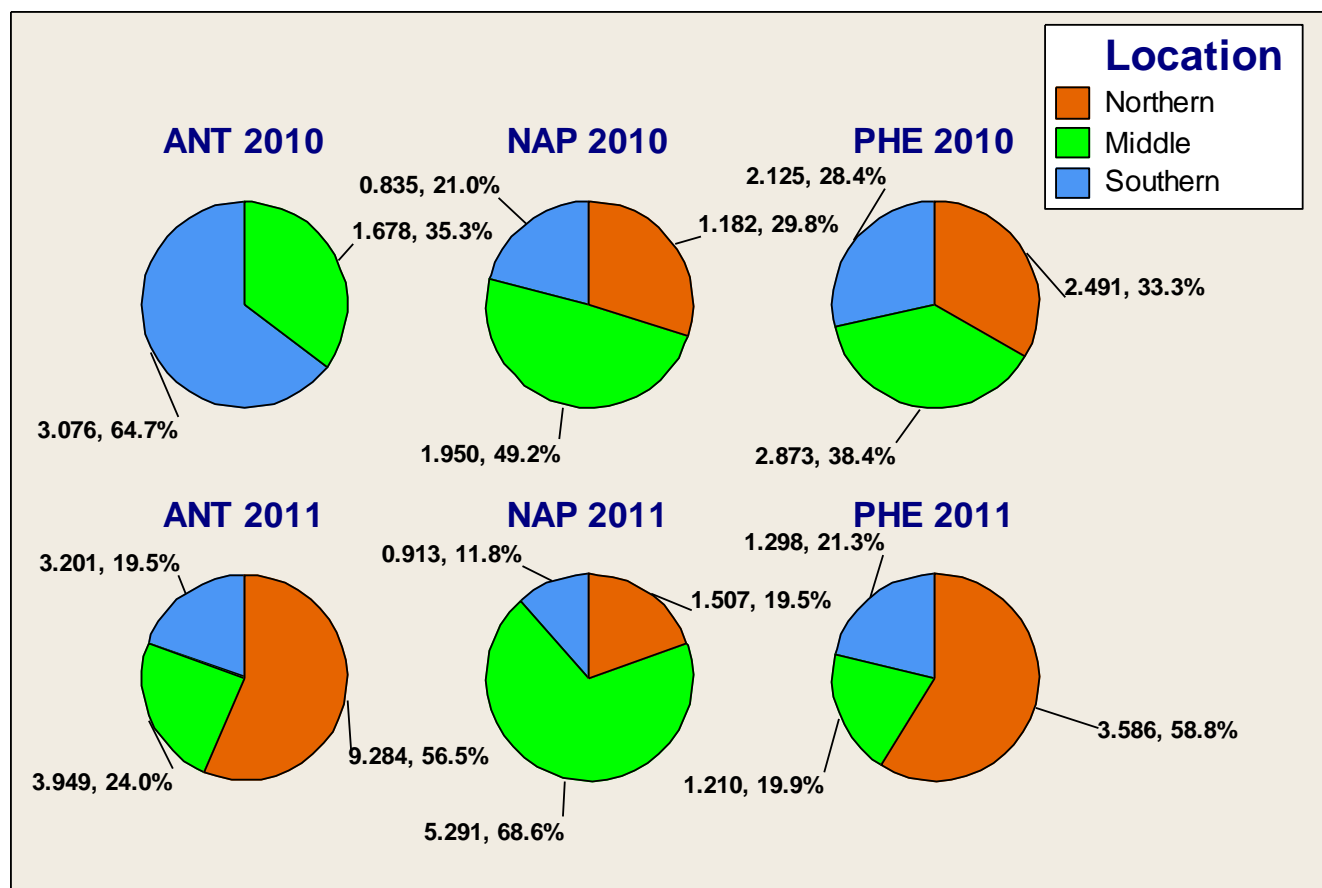 Location
Northern
Middle
Southern
ANT 2010
NAP 2010
PHE 2010
1.678, 35.3%
3.076, 64.7%
0.835, 21.0%
1.182, 29.8%
1.950, 49.2%
2.125, 28.4%
2.491, 33.3%
2.873, 38.4%
ANT 2011
NAP 2011
PHE 2011
3.201, 19.5%
9.284, 56.5%
3.949, 24.0%
0.913, 11.8%
1.507, 19.5%
5.291, 68.6%
1.298, 21.3%
3.586, 58.8%
1.210, 19.9%